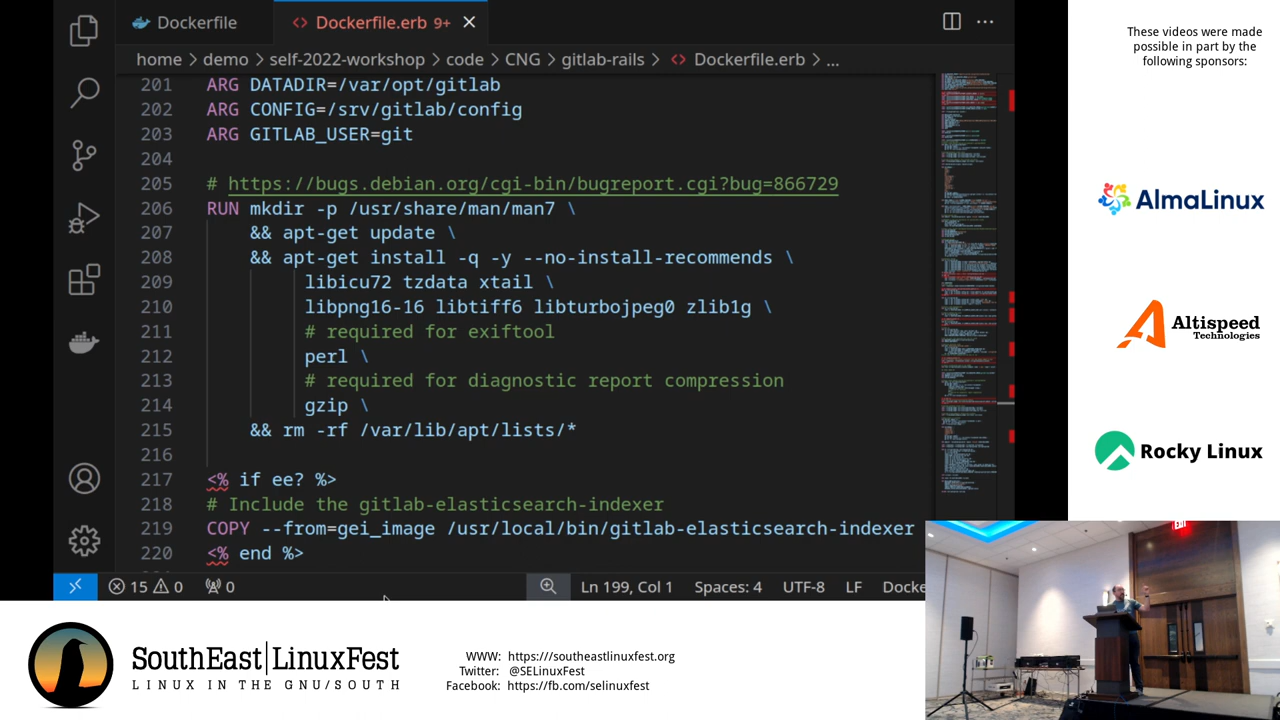 Dockerfile
Dockerfile.erb 9+
home > demo > self-2022-workshop > code > CNG > gitlab-rails > Dockerfile.erb > ...
201 ARG DATADIR=/var/opt/gitlab
202 ARG CONFIG=/srv/gitlab/config
203 ARG GITLAB_USER=git
204
205 # https://bugs.debian.org/cgi-bin/bugreport.cgi?bug=866729
206 RUN mkdir -p /usr/share/man/man7 \
207 && apt-get update \
208 && apt-get install -q -y --no-install-recommends \
209 libicu72 tzdata xtail \
210 libpng16-16 libtiff6 libturbojpeg0 zlib1g \
211 # required for exiftool
212 perl \
213 # required for diagnostic report compression
214 gzip \
215 && rm -rf /var/lib/apt/lists/*
216
217 <% if ee? %>
218 # Include the gitlab-elasticsearch-indexer
219 COPY --from=gei_image /usr/local/bin/gitlab-elasticsearch-indexer
220 <% end %>
15 0 0
Ln 199, Col 1 Spaces: 4 UTF-8 LF Docke
These videos were made
possible in part by the
following sponsors:
AlmaLinux
Altispeed
Technologies
Rocky Linux
SouthEast|LinuxFest
LINUX IN THE GNU/SOUTH
WWW: https:///southeastlinuxfest.org
Twitter: @SELinuxFest
Facebook: https://fb.com/selinuxfest